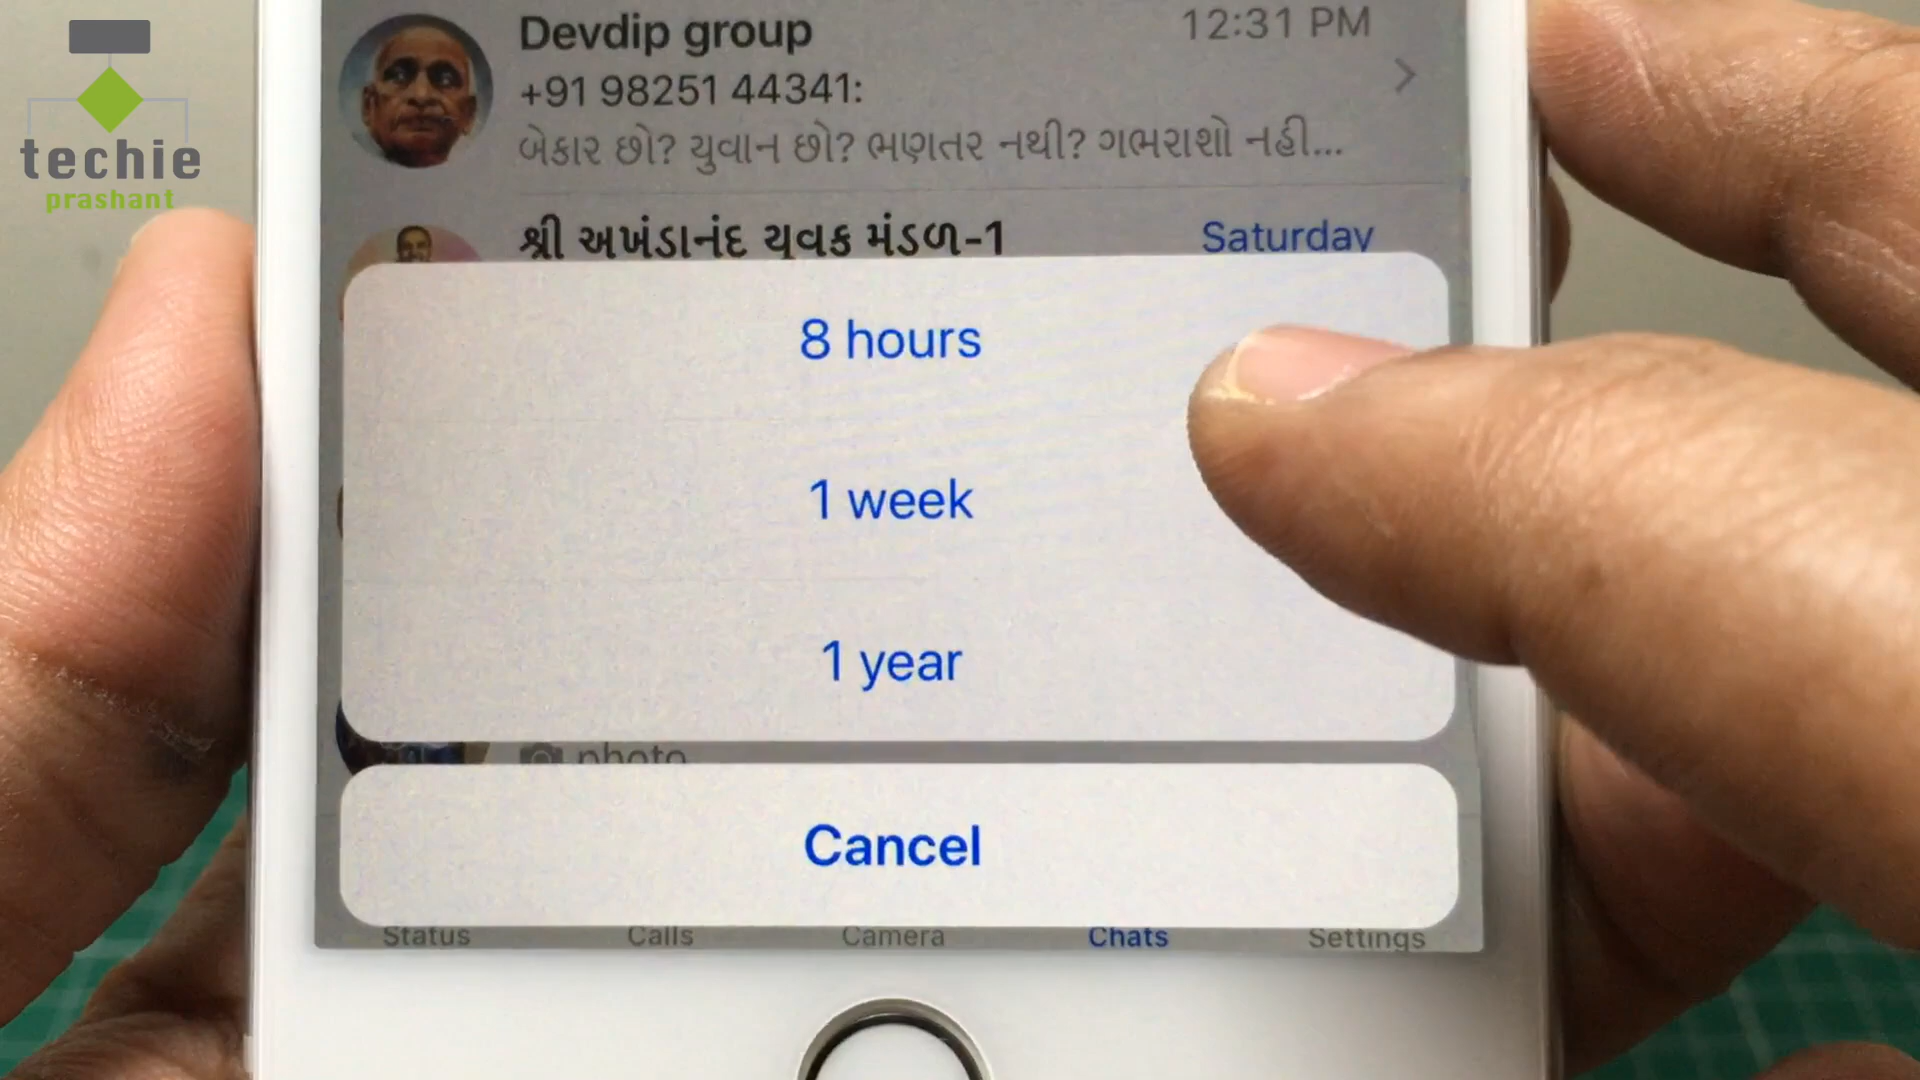 techie
prashant
Devdip group
12:31 PM
+91 98251 44341:
બેકાર છો? યુવાન છો? ભણતર નથી? ગભરાશો નહી...
શ્રી અખંડાનંદ યુવક મંડળ-1
Saturday
8 hours
1 week
1 year
photo
Cancel
Status
Calls
Camera
Chats
Settings